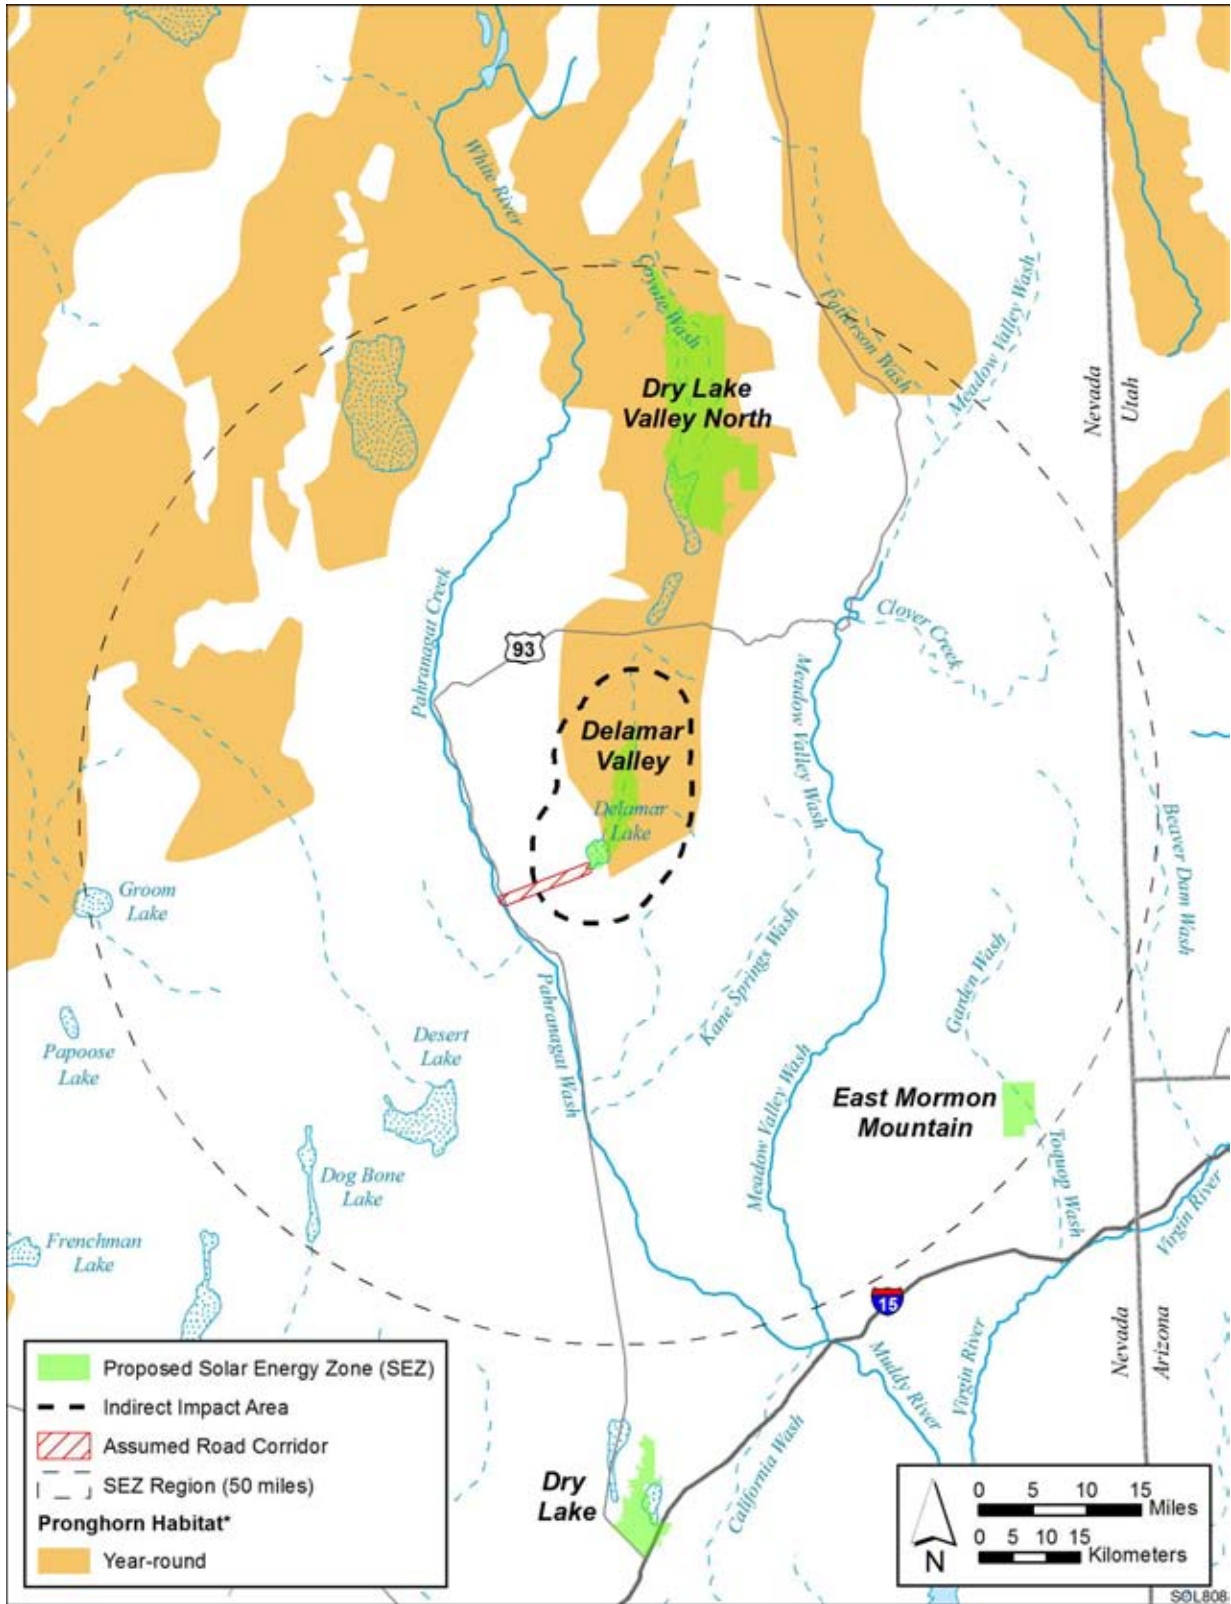 White River
Coyote Wash
Patterson Wash
Meadow Valley Wash
Dry Lake
Valley North
Nevada
Utah
Pahranagat Creek
93
Clover Creek
Meadow Valley Wash
Delamar
Valley
Delamar
Lake
Beaver Dam Wash
Groom
Lake
Kane Springs Wash
Garden Wash
Papoose
Lake
Desert
Lake
Pahranagat Wash
Meadow Valley Wash
East Mormon
Mountain
Toquop Wash
Dog Bone
Lake
Virgin River
Frenchman
Lake
15
Nevada
Arizona
Muddy River
Virgin River
California Wash
Dry
Lake
Proposed Solar Energy Zone (SEZ)
Indirect Impact Area
Assumed Road Corridor
SEZ Region (50 miles)
Pronghorn Habitat*
Year-round
N
0 5 10 15
Miles
0 5 10 15
Kilometers
SOL808